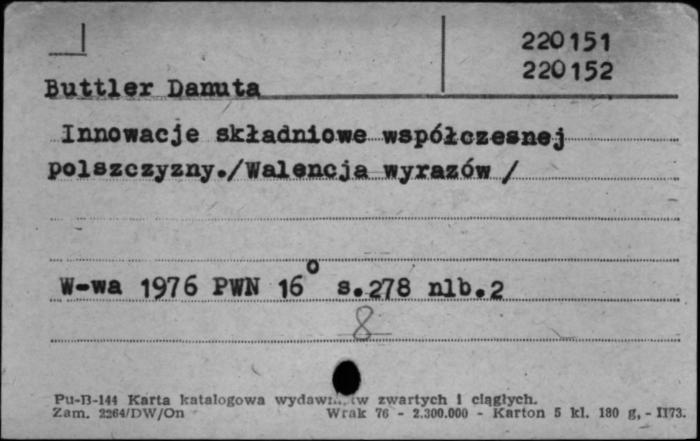 220151
220152
Buttler Danuta
Innowacje składniowe współczesnej
polszczyzny./Walencja wyrazów /
W-wa 1976 PWN 16° s.278 nlb.2
8
Pu-B-144 Karta katalogowa zwartych i ciągłych.
Zam. 2264/DW/On Wrak 76 - 2.300.000 - Karton 5 kl. 180 g, - II73.